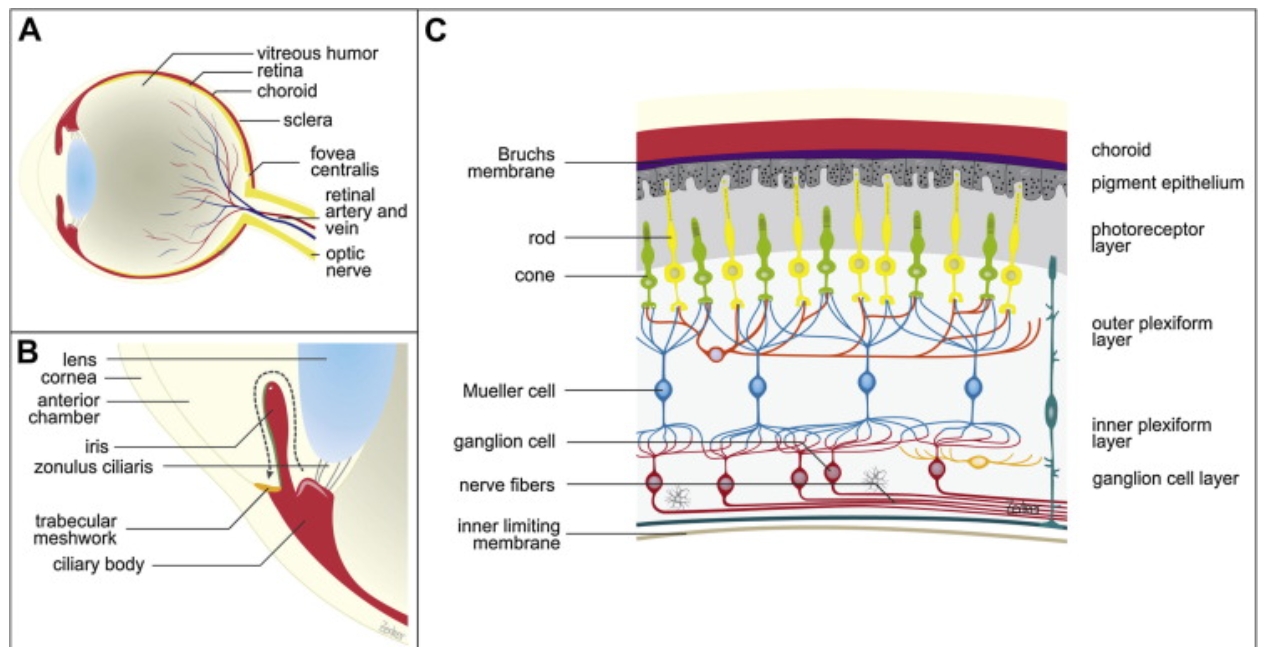 A
vitreous humor
retina
choroid
sclera
fovea
centralis
retinal
artery and
vein
optic
nerve
B
lens
cornea
anterior
chamber
iris
zonulus ciliaris
trabecular
meshwork
ciliary body
C
Bruchs
membrane
rod
cone
Mueller cell
ganglion cell
nerve fibers
inner limiting
membrane
choroid
pigment epithelium
photoreceptor
layer
outer plexiform
layer
inner plexiform
layer
ganglion cell layer